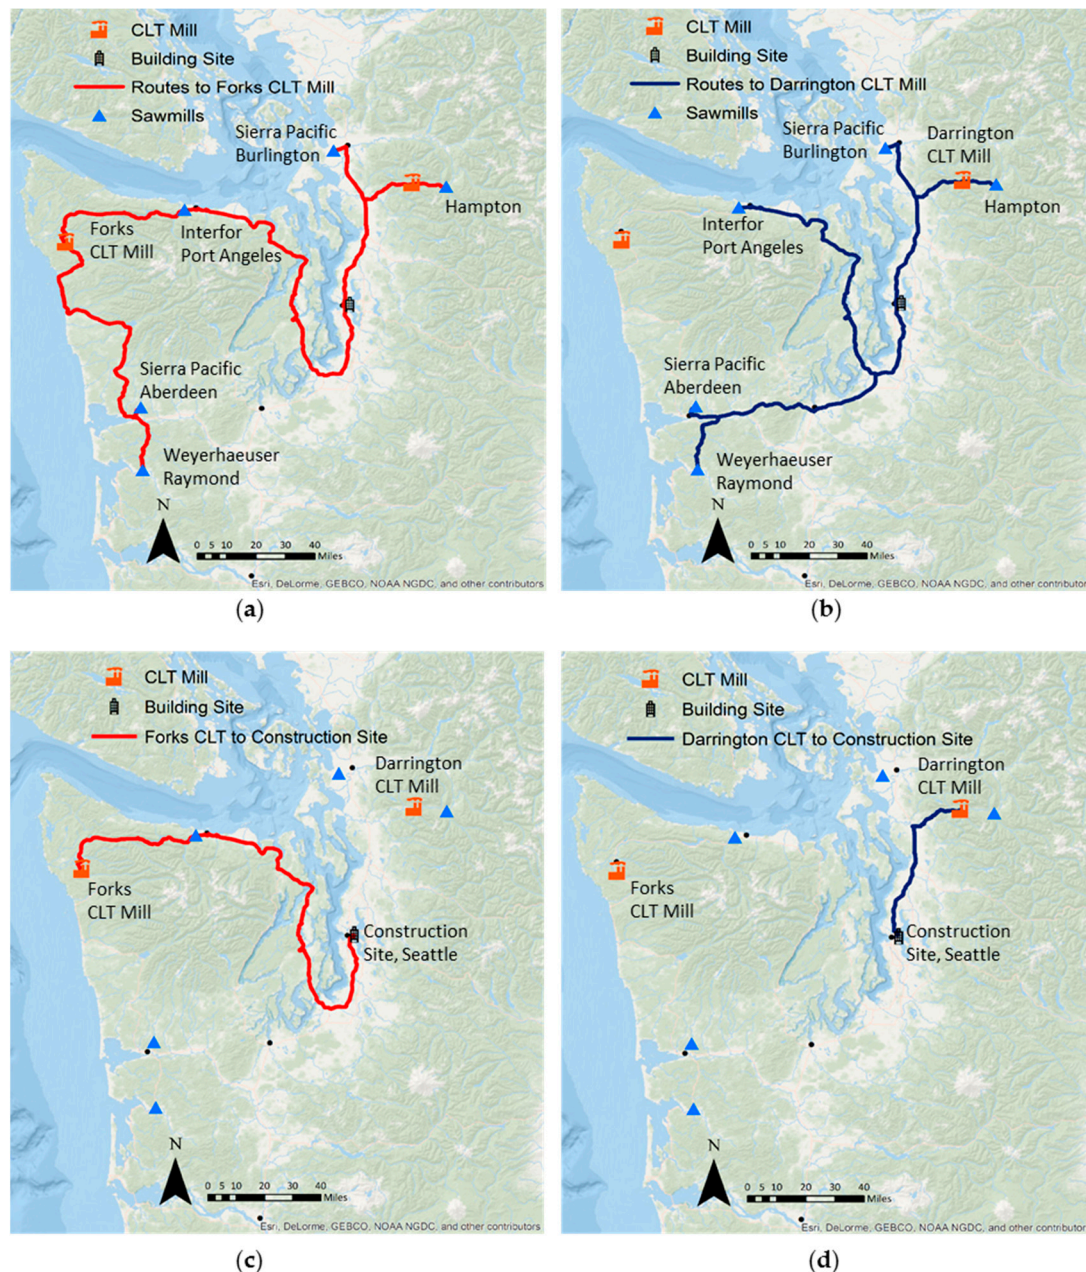 CLT Mill
Building Site
Routes to Forks CLT Mill
Sawmills
Sierra Pacific
Burlington
Hampton
Forks
CLT Mill
Interfor
Port Angeles
Sierra Pacific
Aberdeen
Weyerhaeuser
Raymond
N
0 5 10 20 30 40
Miles
Esri, DeLorme, GEBCO, NOAA NGDC, and other contributors
(a)
CLT Mill
Building Site
Routes to Darrington CLT Mill
Sawmills
Sierra Pacific
Burlington
Darrington
CLT Mill
Hampton
Interfor
Port Angeles
Sierra Pacific
Aberdeen
Weyerhaeuser
Raymond
N
0 5 10 20 30 40
Miles
Esri, DeLorme, GEBCO, NOAA NGDC, and other contributor
(b)
CLT Mill
Building Site
Forks CLT to Construction Site
Darrington
CLT Mill
Forks
CLT Mill
Construction
Site, Seattle
N
0 5 10 20 30 40
Miles
Esri, DeLorme, GEBCO, NOAA NGDC, and other contributors
(c)
CLT Mill
Building Site
Darrington CLT to Construction Site
Darrington
CLT Mill
Forks
CLT Mill
Construction
Site, Seattle
N
0 5 10 20 30 40
Miles
Esri, DeLorme, GEBCO, NOAA NGDC, and other contributors
(d)